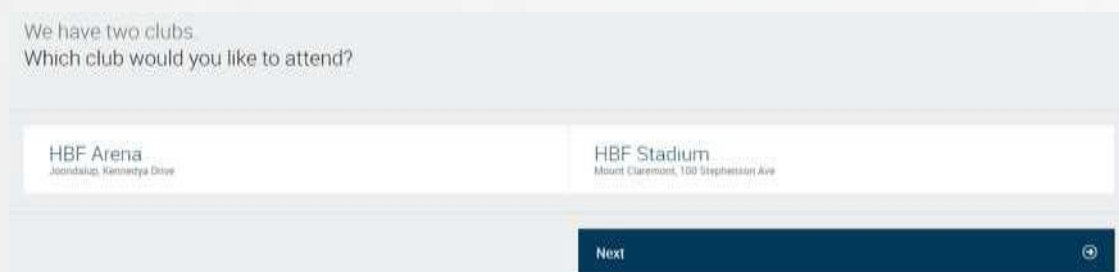 We have two clubs.
Which club would you like to attend?
HBF Arena
Joondalup, Kennedya Drive
HBF Stadium
Mount Claremont, 100 Stephenson Ave
Next